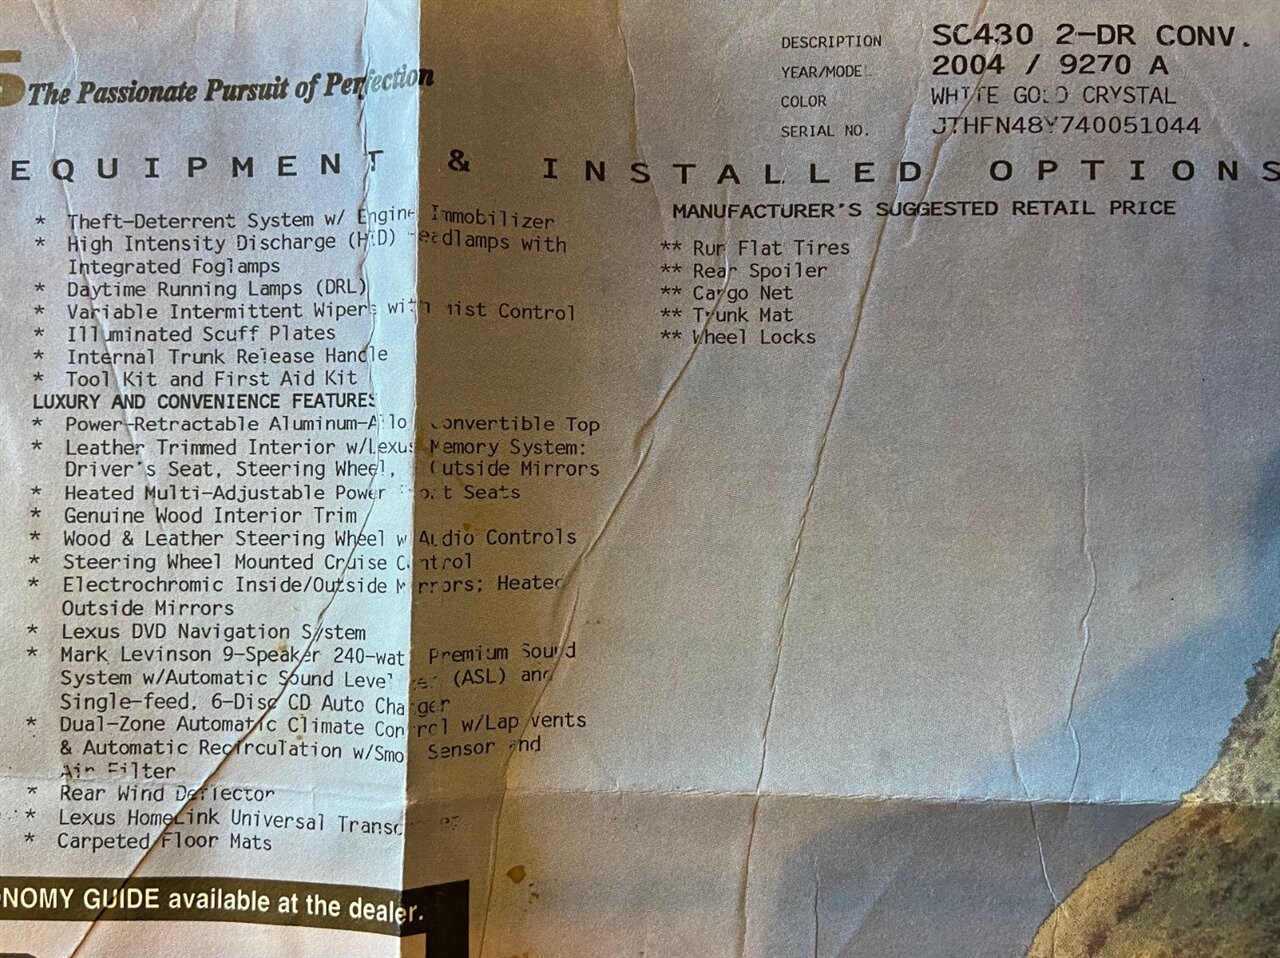 The Passionate Pursuit of Perfection
DESCRIPTION SC430 2-DR CONV.
YEAR/MODEL 2004 / 9270 A
COLOR WHITE GOLD CRYSTAL
SERIAL NO. JTHFN48Y740051044
EQUIPMENT & INSTALLED OPTIONS
* Theft-Deterrent System w/ Engine Immobilizer
* High Intensity Discharge (HID) Headlamps with
Integrated Foglamps
* Daytime Running Lamps (DRL)
* Variable Intermittent Wipers with Mist Control
* Illuminated Scuff Plates
* Internal Trunk Release Handle
* Tool Kit and First Aid Kit
LUXURY AND CONVENIENCE FEATURES
* Power-Retractable Aluminum-Alloy Convertible Top
* Leather Trimmed Interior w/Lexus Memory System:
Driver's Seat, Steering Wheel, Outside Mirrors
* Heated Multi-Adjustable Power Front Seats
* Genuine Wood Interior Trim
* Wood & Leather Steering Wheel w Audio Controls
* Steering Wheel Mounted Cruise Control
* Electrochromic Inside/Outside Mirrors; Heated
Outside Mirrors
* Lexus DVD Navigation System
* Mark Levinson 9-Speaker 240-watt Premium Sound
System w/Automatic Sound Level (ASL) and
Single-feed, 6-Disc CD Auto Changer
* Dual-Zone Automatic Climate Control w/Lap Vents
& Automatic Recirculation w/Smog Sensor and
Air Filter
* Rear Wind Deflector
* Lexus HomeLink Universal Transceiver
* Carpeted Floor Mats
MANUFACTURER'S SUGGESTED RETAIL PRICE
** Run Flat Tires
** Rear Spoiler
** Cargo Net
** Trunk Mat
** Wheel Locks
NOMY GUIDE available at the dealer.